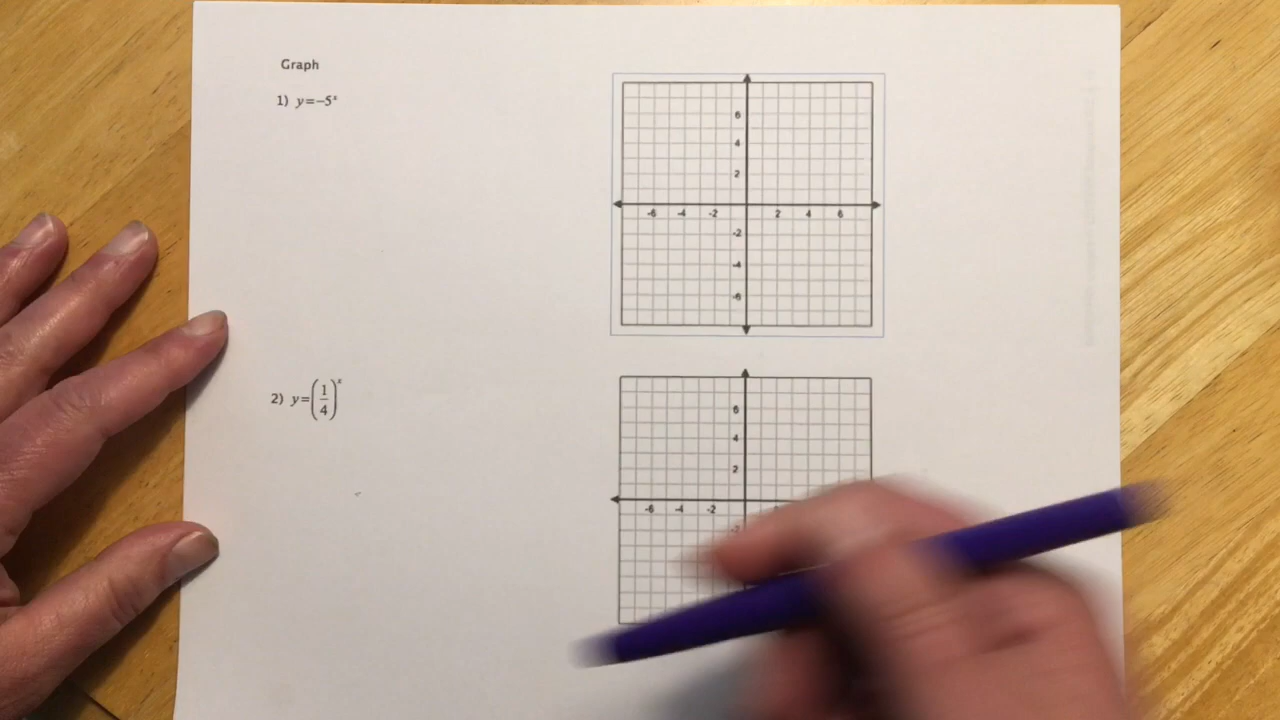 Graph
1) y=−5ˣ
6
4
2
-6 -4 -2 2 4 6
-2
-4
-6
2) y=(1/4)ˣ
6
4
2
-6 -4 -2
-2